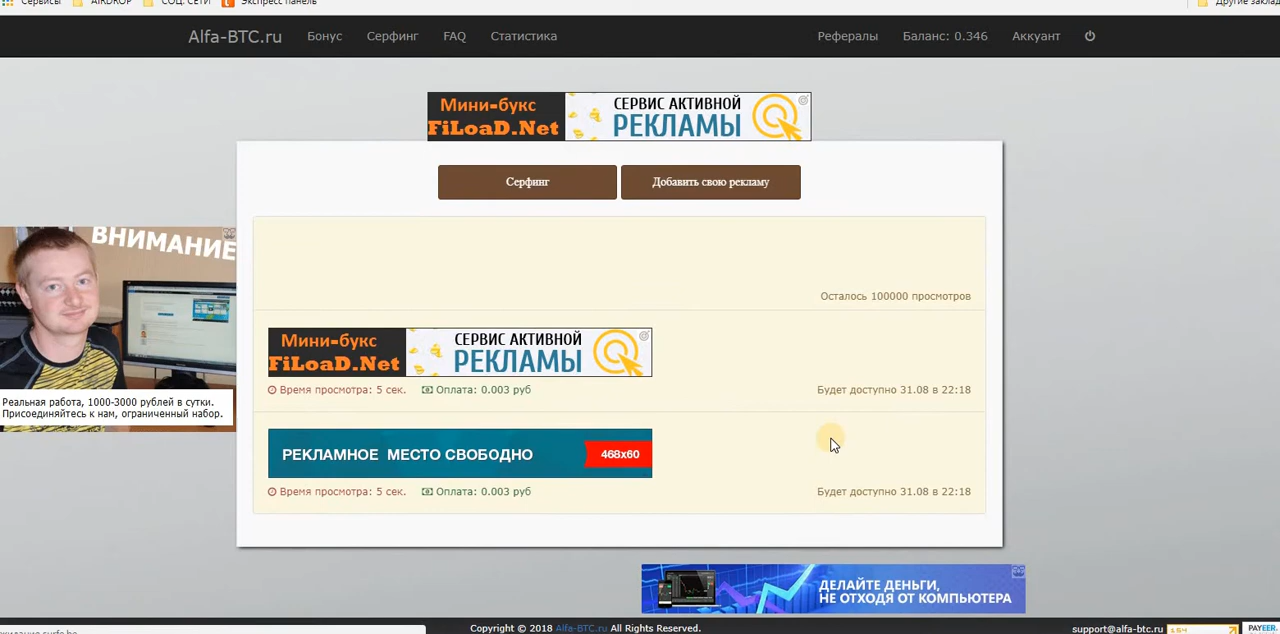 Сервисы AIRDROP СОЦ. СЕТИ Экспресс панель Другие заклад
Alfa-BTC.ru Бонус Серфинг FAQ Статистика Рефералы Баланс: 0.346 Аккуант
Мини-букс
FiLoaD.Net
СЕРВИС АКТИВНОЙ
РЕКЛАМЫ
Серфинг Добавить свою рекламу
ВНИМАНИЕ
Реальная работа, 1000-3000 рублей в сутки.
Присоединяйтесь к нам, ограниченный набор.
Осталось 100000 просмотров
Мини-букс
FiLoaD.Net
СЕРВИС АКТИВНОЙ
РЕКЛАМЫ
Время просмотра: 5 сек. Оплата: 0.003 руб Будет доступно 31.08 в 22:18
РЕКЛАМНОЕ МЕСТО СВОБОДНО 468x60
Время просмотра: 5 сек. Оплата: 0.003 руб Будет доступно 31.08 в 22:18
ДЕЛАЙТЕ ДЕНЬГИ,
НЕ ОТХОДЯ ОТ КОМПЬЮТЕРА
Copyright © 2018 Alfa-BTC.ru All Rights Reserved. support@alfa-btc.ru PAYEER